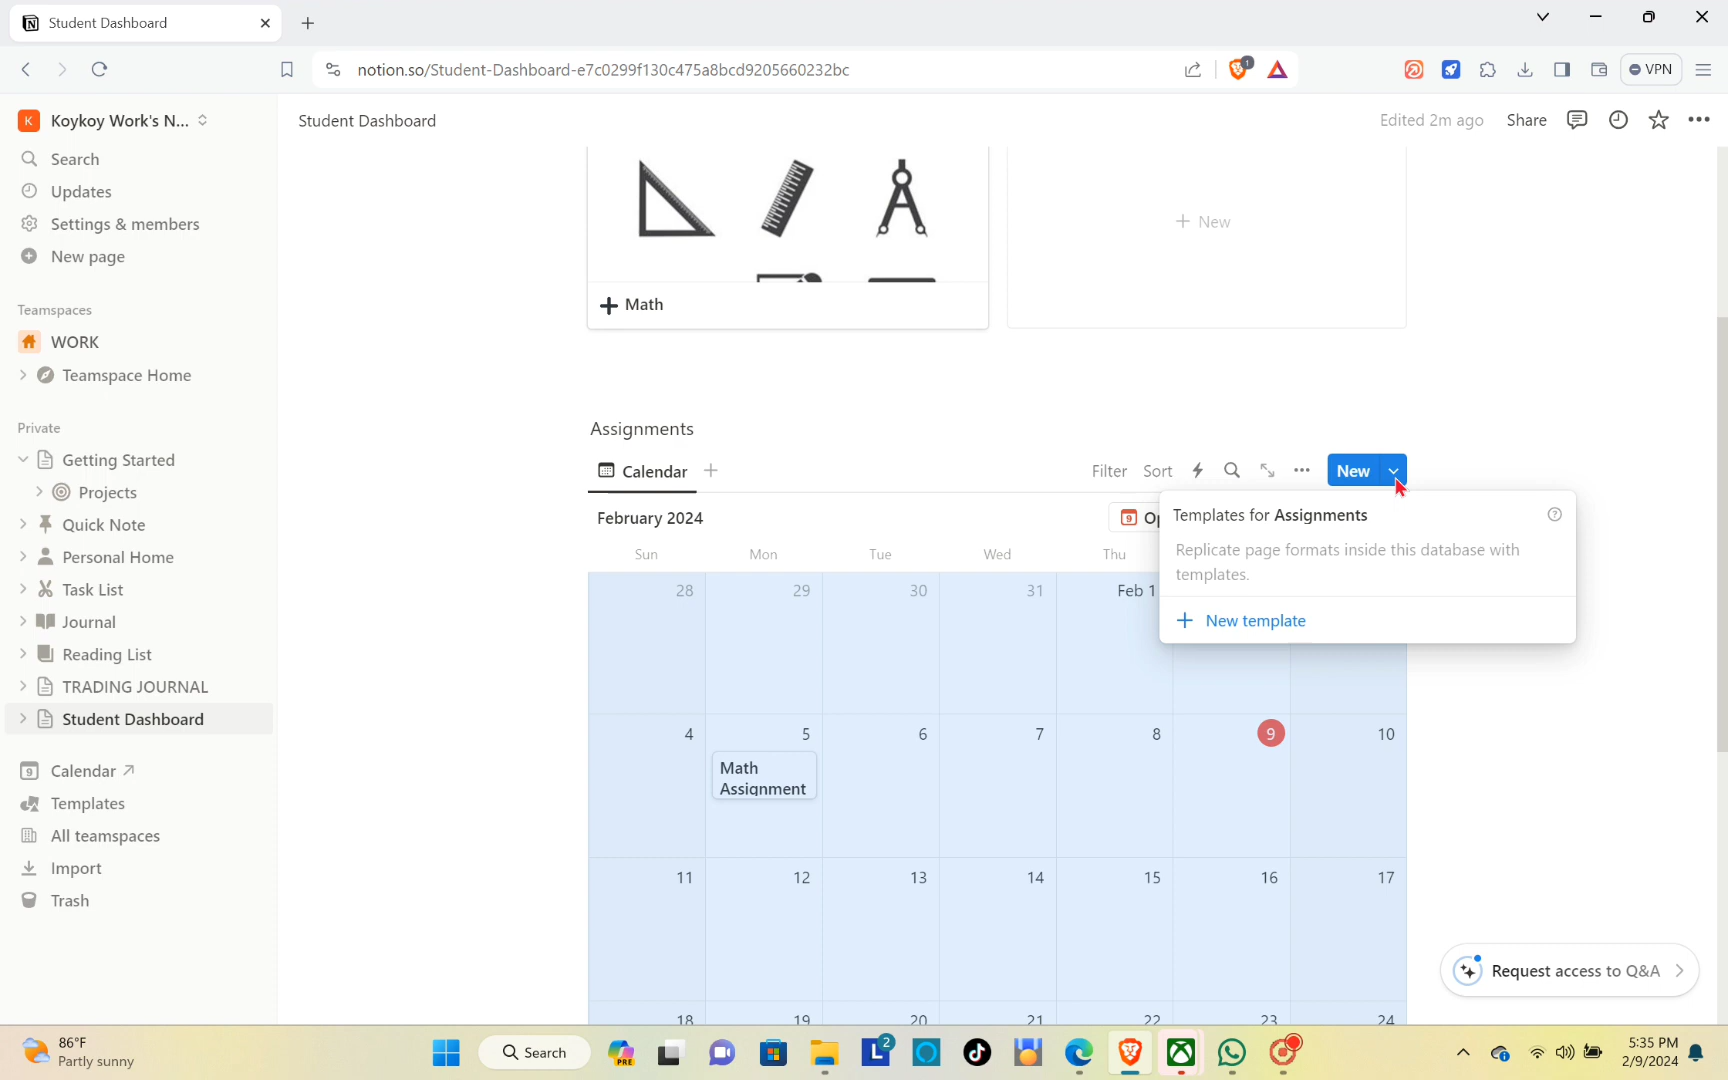 Student Dashboard
notion.so/Student-Dashboard-e7c0299f130c475a8bcd9205660232bc
1
VPN
K Koykoy Work's N...
Student Dashboard
Edited 2m ago Share
Search
Updates
Settings & members
New page
Teamspaces
WORK
Teamspace Home
Private
Getting Started
Projects
Quick Note
Personal Home
Task List
Journal
Reading List
TRADING JOURNAL
Student Dashboard
9 Calendar
Templates
All teamspaces
Import
Trash
Math
New
Assignments
Calendar
Filter Sort New
February 2024
9 Op
Templates for Assignments
Replicate page formats inside this database with
templates.
New template
Sun Mon Tue Wed Thu
28 29 30 31 Feb 1
4 5 6 7 8 9 10
Math
Assignment
11 12 13 14 15 16 17
18 19 20 21 22 23 24
Request access to Q&A
86°F
Partly sunny
Search
PRE
L 2
5:35 PM
2/9/2024